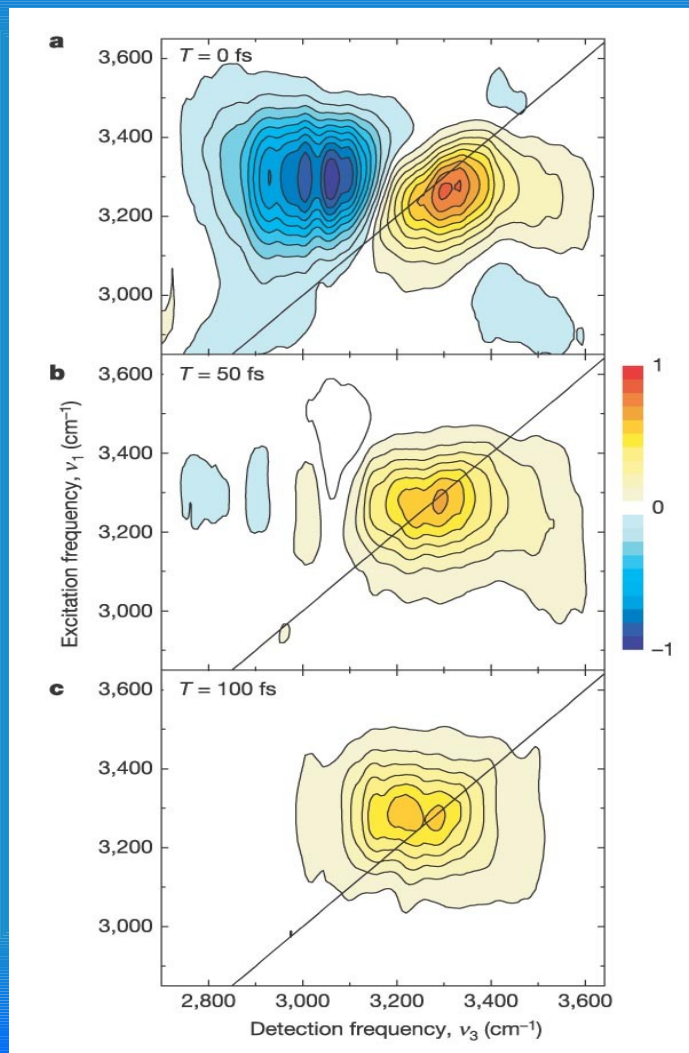 a
T = 0 fs
3,600
3,400
3,200
3,000
b
T = 50 fs
3,600
3,400
3,200
3,000
Excitation frequency, ν₁ (cm⁻¹)
1
0
–1
c
T = 100 fs
3,600
3,400
3,200
3,000
2,800 3,000 3,200 3,400 3,600
Detection frequency, ν₃ (cm⁻¹)